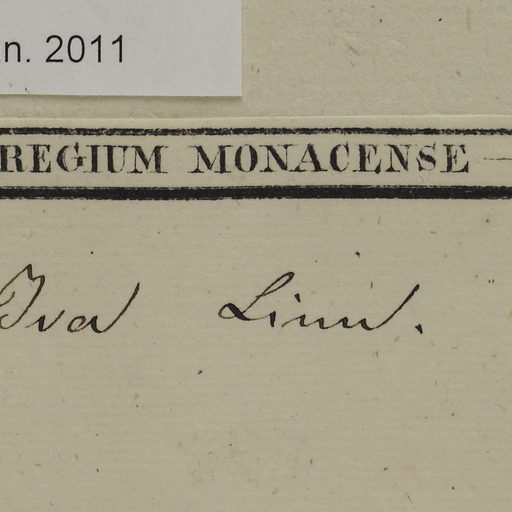 n. 2011
REGIUM MONACENSE
Iva Linn.